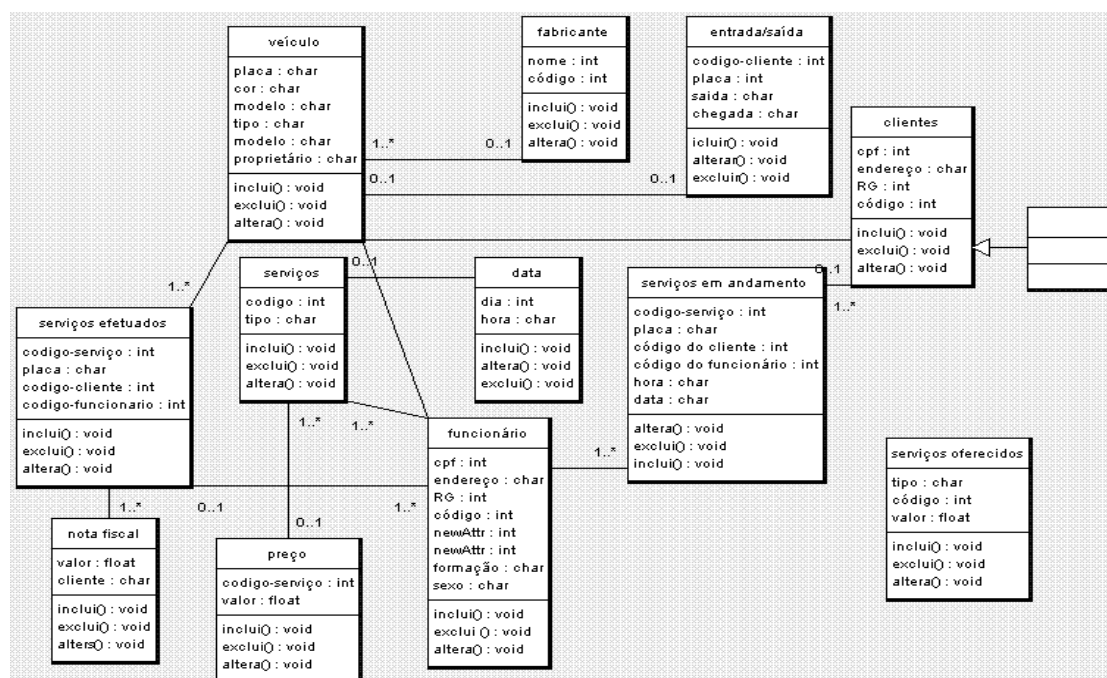 veículo
placa : char
cor : char
modelo : char
tipo : char
modelo : char
proprietário : char
inclui() : void
exclui() : void
altera() : void
fabricante
nome : int
código : int
inclui() : void
exclui() : void
altera() : void
entrada/saída
codigo-cliente : int
placa : int
saida : char
chegada : char
icluir() : void
alterar() : void
excluir() : void
clientes
cpf : int
endereço : char
RG : int
código : int
inclui() : void
exclui() : void
altera() : void
1..*
0..1
0..1
0..1
serviços
codigo : int
tipo : char
inclui() : void
exclui() : void
altera() : void
0..1
data
dia : int
hora : char
inclui() : void
altera() : void
exclui() : void
serviços em andamento
codigo-serviço : int
placa : char
código do cliente : int
código do funcionário : int
hora : char
data : char
altera() : void
exclui() : void
inclui() : void
0..1
1..*
1..*
serviços efetuados
codigo-serviço : int
placa : char
codigo-cliente : int
codigo-funcionario : int
inclui() : void
exclui() : void
altera() : void
1..*
1..*
funcionário
cpf : int
endereço : char
RG : int
código : int
newAttr : int
newAttr : int
formação : char
sexo : char
inclui() : void
exclui () : void
altera() : void
1..*
serviços oferecidos
tipo : char
código : int
valor : float
inclui() : void
exclui() : void
altera() : void
1..*
0..1
1..*
0..1
nota fiscal
valor : float
cliente : char
inclui() : void
exclui() : void
alters() : void
preço
codigo-serviço : int
valor : float
inclui() : void
exclui() : void
altera() : void